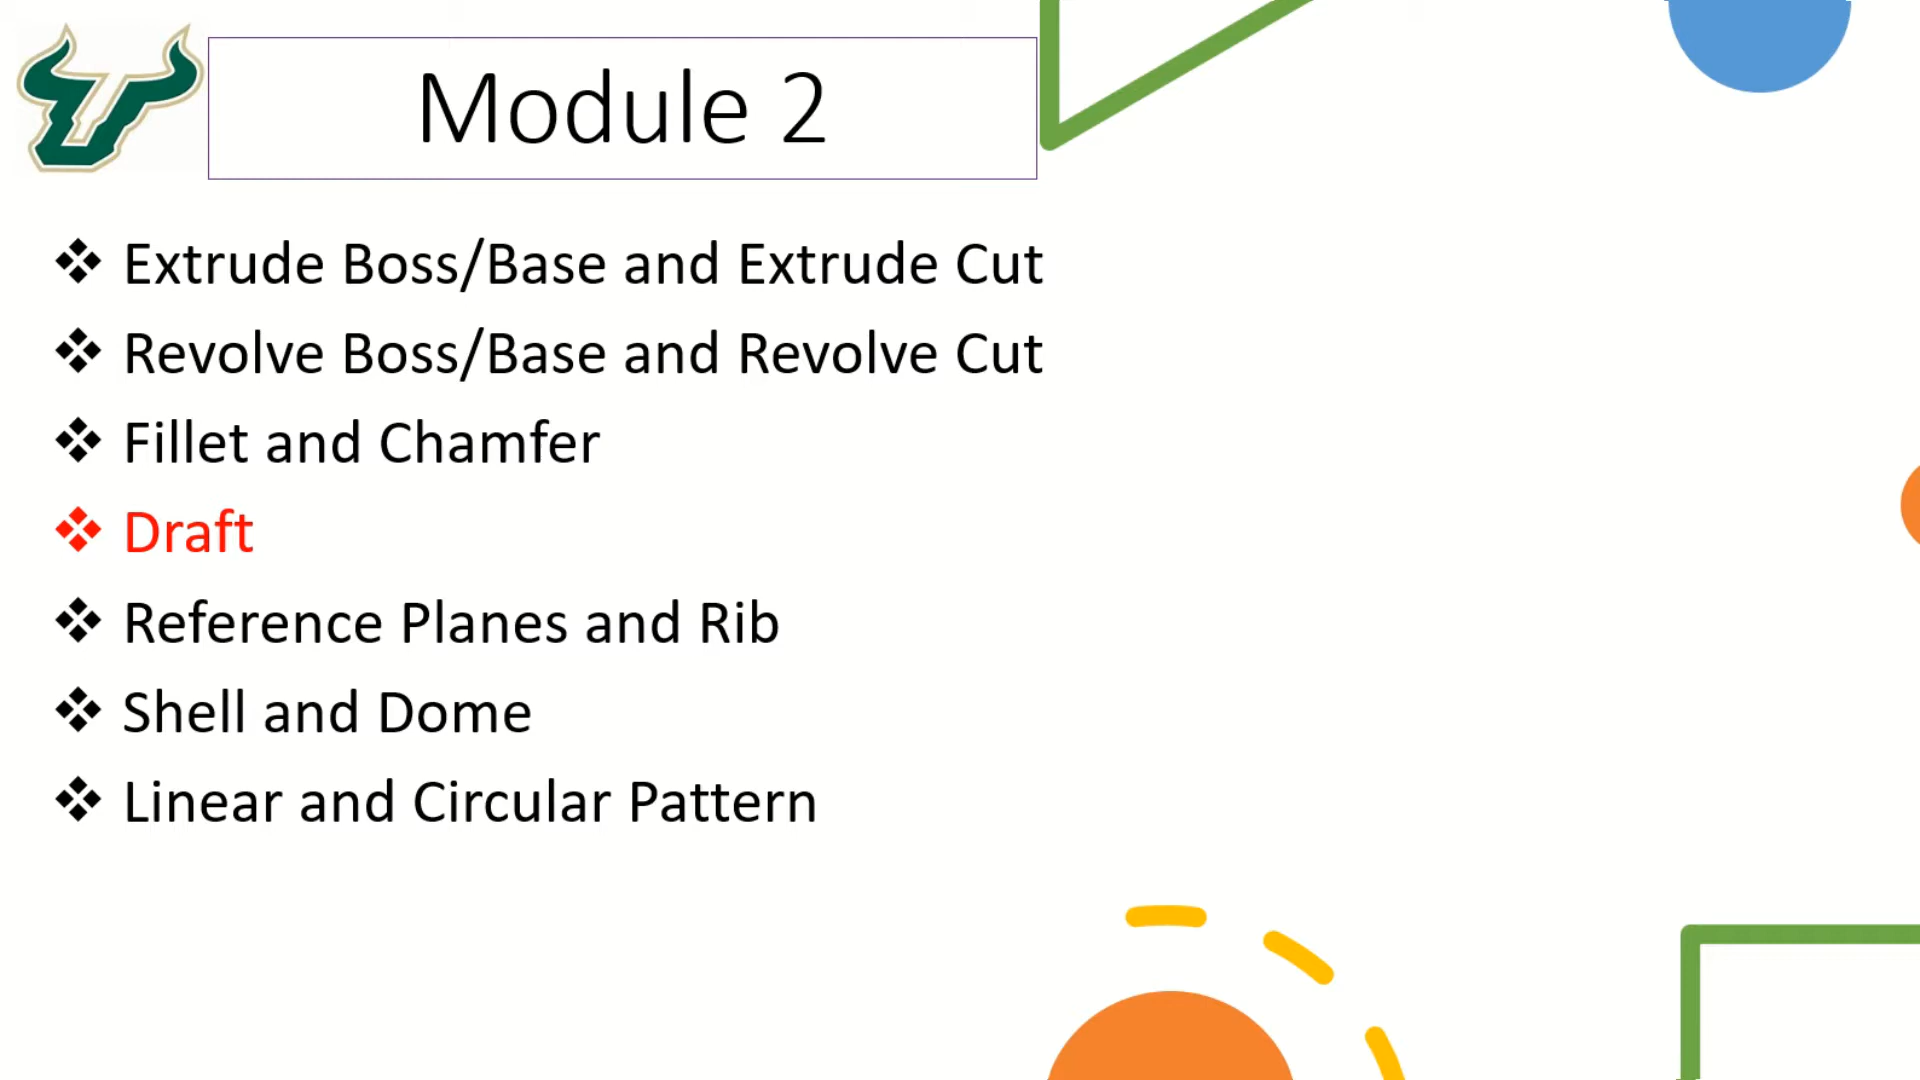 Module 2
❖ Extrude Boss/Base and Extrude Cut
❖ Revolve Boss/Base and Revolve Cut
❖ Fillet and Chamfer
❖ Draft
❖ Reference Planes and Rib
❖ Shell and Dome
❖ Linear and Circular Pattern